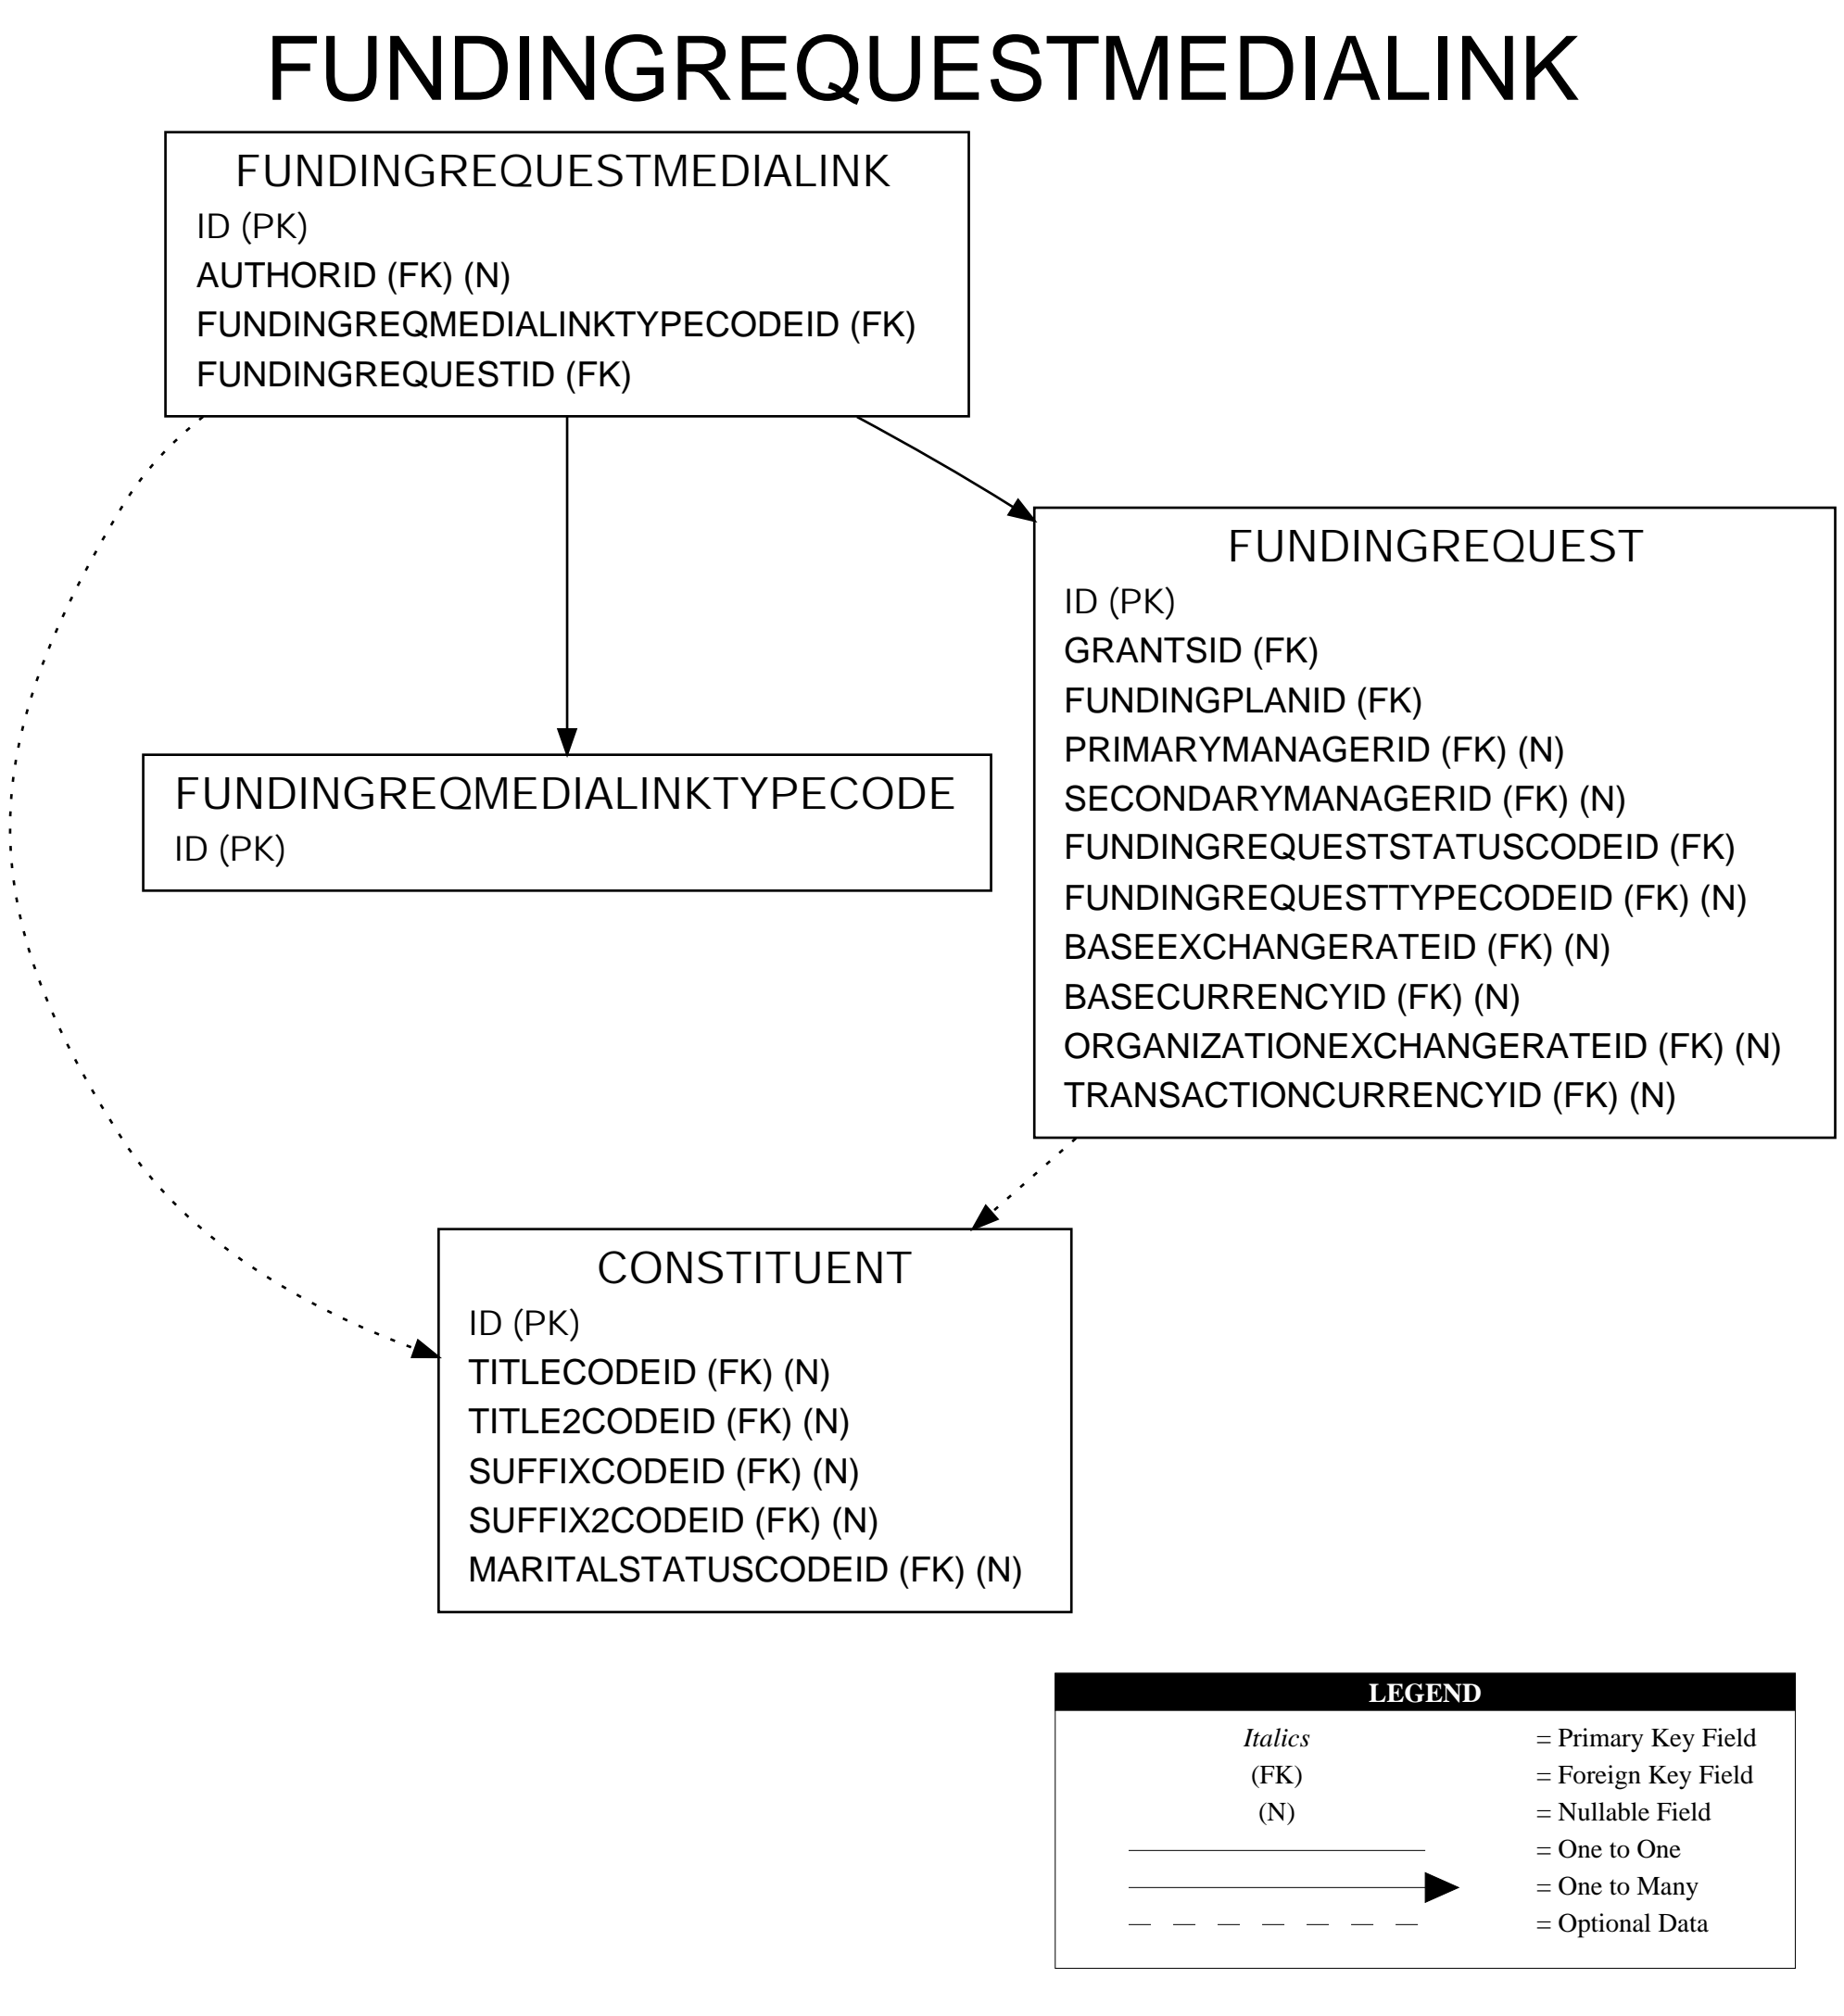 FUNDINGREQUESTMEDIALINK
FUNDINGREQUESTMEDIALINK
ID (PK)
AUTHORID (FK) (N)
FUNDINGREQMEDIALINKTYPECODEID (FK)
FUNDINGREQUESTID (FK)
FUNDINGREQUEST
ID (PK)
GRANTSID (FK)
FUNDINGPLANID (FK)
PRIMARYMANAGERID (FK) (N)
SECONDARYMANAGERID (FK) (N)
FUNDINGREQUESTSTATUSCODEID (FK)
FUNDINGREQUESTTYPECODEID (FK) (N)
BASEEXCHANGERATEID (FK) (N)
BASECURRENCYID (FK) (N)
ORGANIZATIONEXCHANGERATEID (FK) (N)
TRANSACTIONCURRENCYID (FK) (N)
FUNDINGREQMEDIALINKTYPECODE
ID (PK)
CONSTITUENT
ID (PK)
TITLECODEID (FK) (N)
TITLE2CODEID (FK) (N)
SUFFIXCODEID (FK) (N)
SUFFIX2CODEID (FK) (N)
MARITALSTATUSCODEID (FK) (N)
LEGEND
Italics = Primary Key Field
(FK) = Foreign Key Field
(N) = Nullable Field
= One to One
= One to Many
= Optional Data